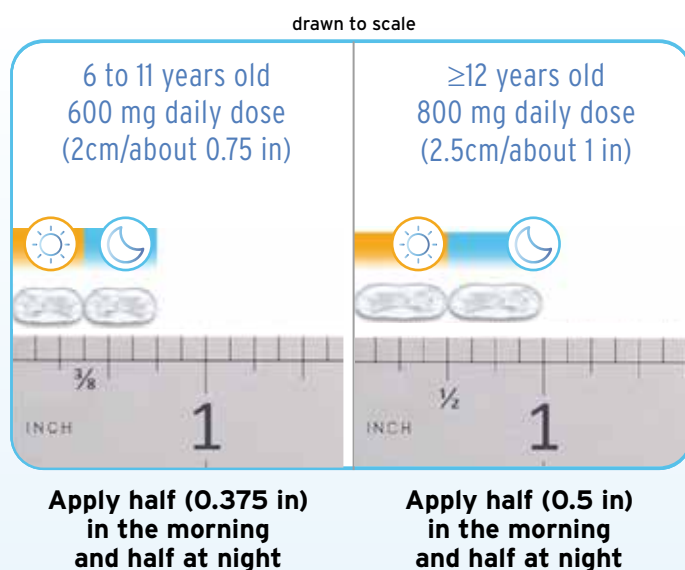 drawn to scale
6 to 11 years old
600 mg daily dose
(2cm/about 0.75 in)
⅜
INCH
1
Apply half (0.375 in)
in the morning
and half at night
≥12 years old
800 mg daily dose
(2.5cm/about 1 in)
½
INCH
1
Apply half (0.5 in)
in the morning
and half at night